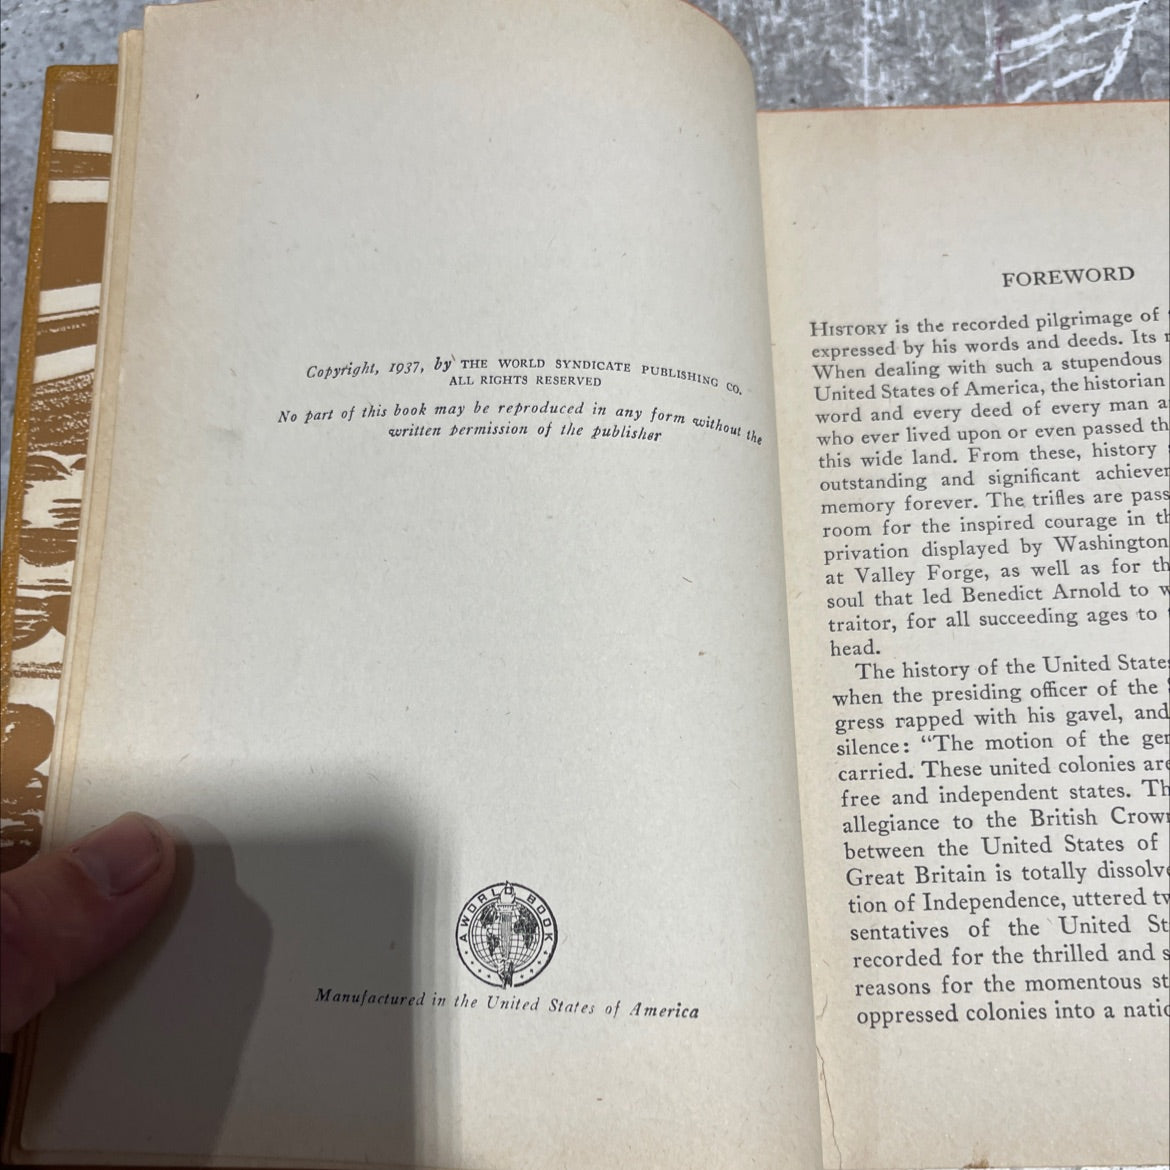 Copyright, 1937, by THE WORLD SYNDICATE PUBLISHING CO.
ALL RIGHTS RESERVED
No part of this book may be reproduced in any form without the
written permission of the publisher
A WORLD BOOK
Manufactured in the United States of America
FOREWORD
HISTORY is the recorded pilgrimage of
expressed by his words and deeds. Its
When dealing with such a stupendous
United States of America, the historian
word and every deed of every man
who ever lived upon or even passed
this wide land. From these, history
outstanding and significant
memory forever. The trifles are
room for the inspired courage in
privation displayed by Washington
at Valley Forge, as well as for
soul that led Benedict Arnold to
traitor, for all succeeding ages to
head.
The history of the United
when the presiding officer of the
gress rapped with his gavel, and
silence: "The motion of the
carried. These united colonies are
free and independent states.
allegiance to the British
between the United States of
Great Britain is totally
tion of Independence, uttered
sentatives of the United
recorded for the thrilled and
reasons for the momentous
oppressed colonies into a